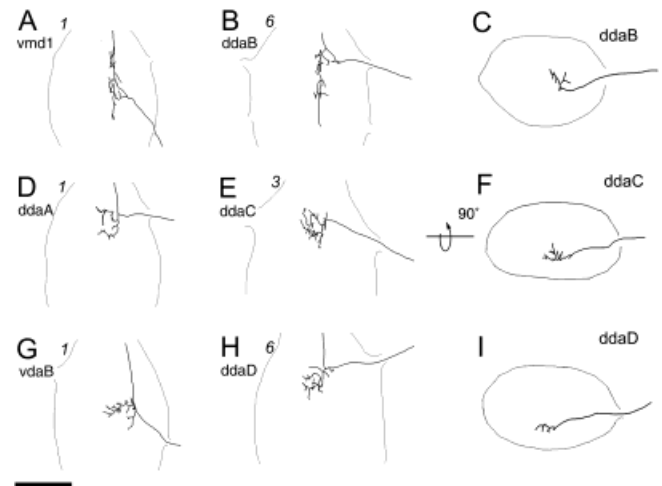 A 1
vmd1
B 6
ddaB
C ddaB
D 1
ddaA
E 3
ddaC
F ddaC
90°
G 1
vdaB
H 6
ddaD
I ddaD